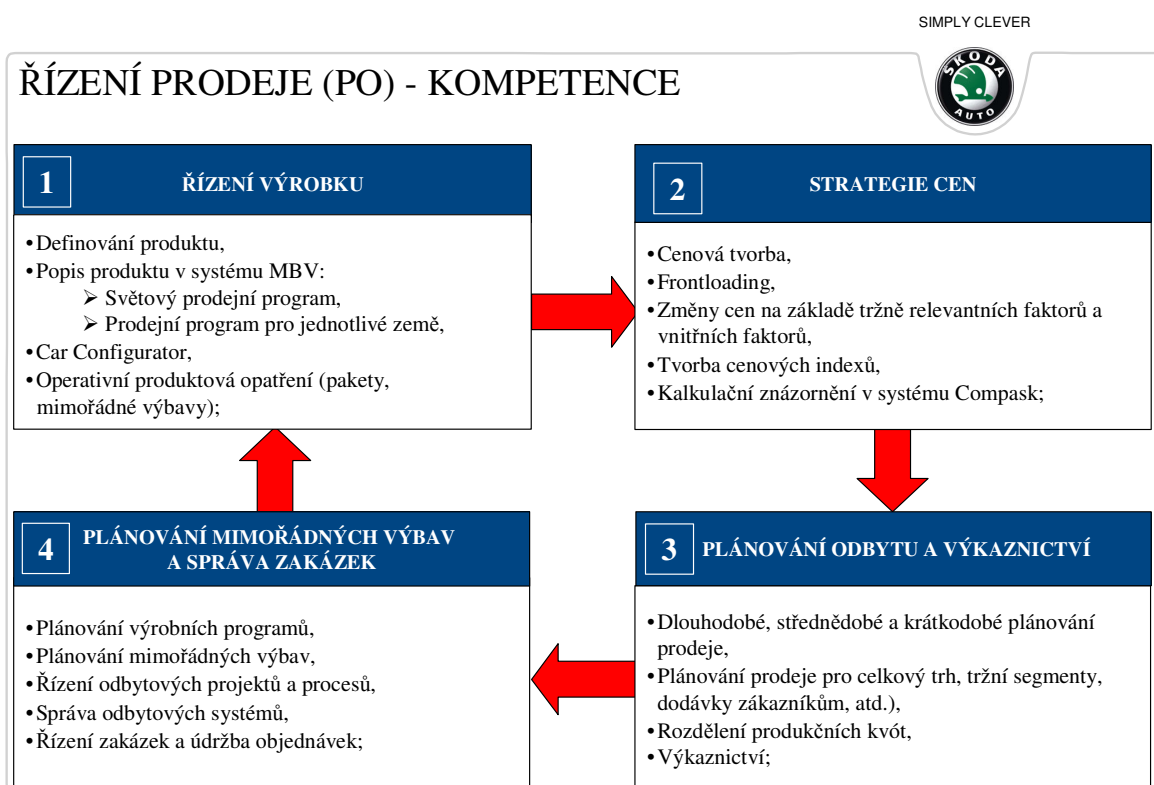 SIMPLY CLEVER
ŠKODA
AUTO
ŘÍZENÍ PRODEJE (PO) - KOMPETENCE
1
ŘÍZENÍ VÝROBKU
•Definování produktu,
•Popis produktu v systému MBV:
➢ Světový prodejní program,
➢ Prodejní program pro jednotlivé země,
•Car Configurator,
•Operativní produktová opatření (pakety,
mimořádné výbavy);
2
STRATEGIE CEN
•Cenová tvorba,
•Frontloading,
•Změny cen na základě tržně relevantních faktorů a
vnitřních faktorů,
•Tvorba cenových indexů,
•Kalkulační znázornění v systému Compask;
3
PLÁNOVÁNÍ ODBYTU A VÝKAZNICTVÍ
•Dlouhodobé, střednědobé a krátkodobé plánování
prodeje,
•Plánování prodeje pro celkový trh, tržní segmenty,
dodávky zákazníkům, atd.),
•Rozdělení produkčních kvót,
•Výkaznictví;
4
PLÁNOVÁNÍ MIMOŘÁDNÝCH VÝBAV
A SPRÁVA ZAKÁZEK
•Plánování výrobních programů,
•Plánování mimořádných výbav,
•Řízení odbytových projektů a procesů,
•Správa odbytových systémů,
•Řízení zakázek a údržba objednávek;